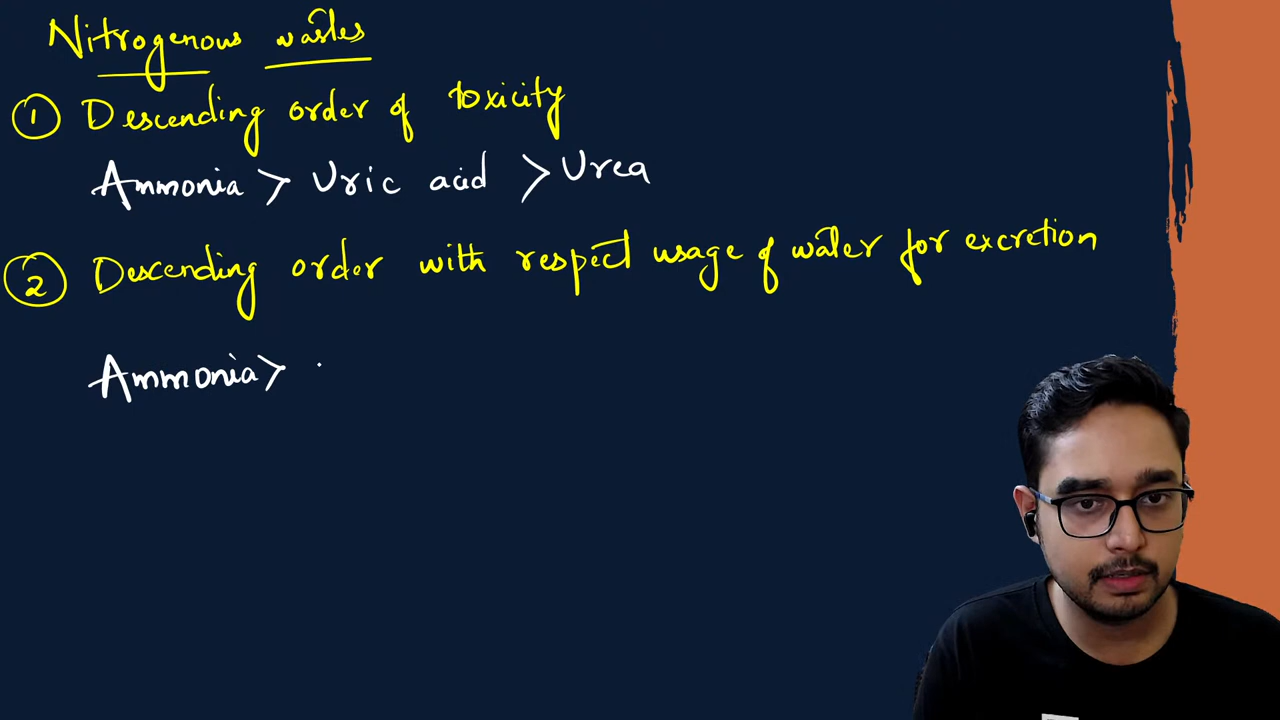 Nitrogenous wastes
1 Descending order of toxicity
Ammonia > Uric acid > Urea
2 Descending order with respect usage of water for excretion
Ammonia >